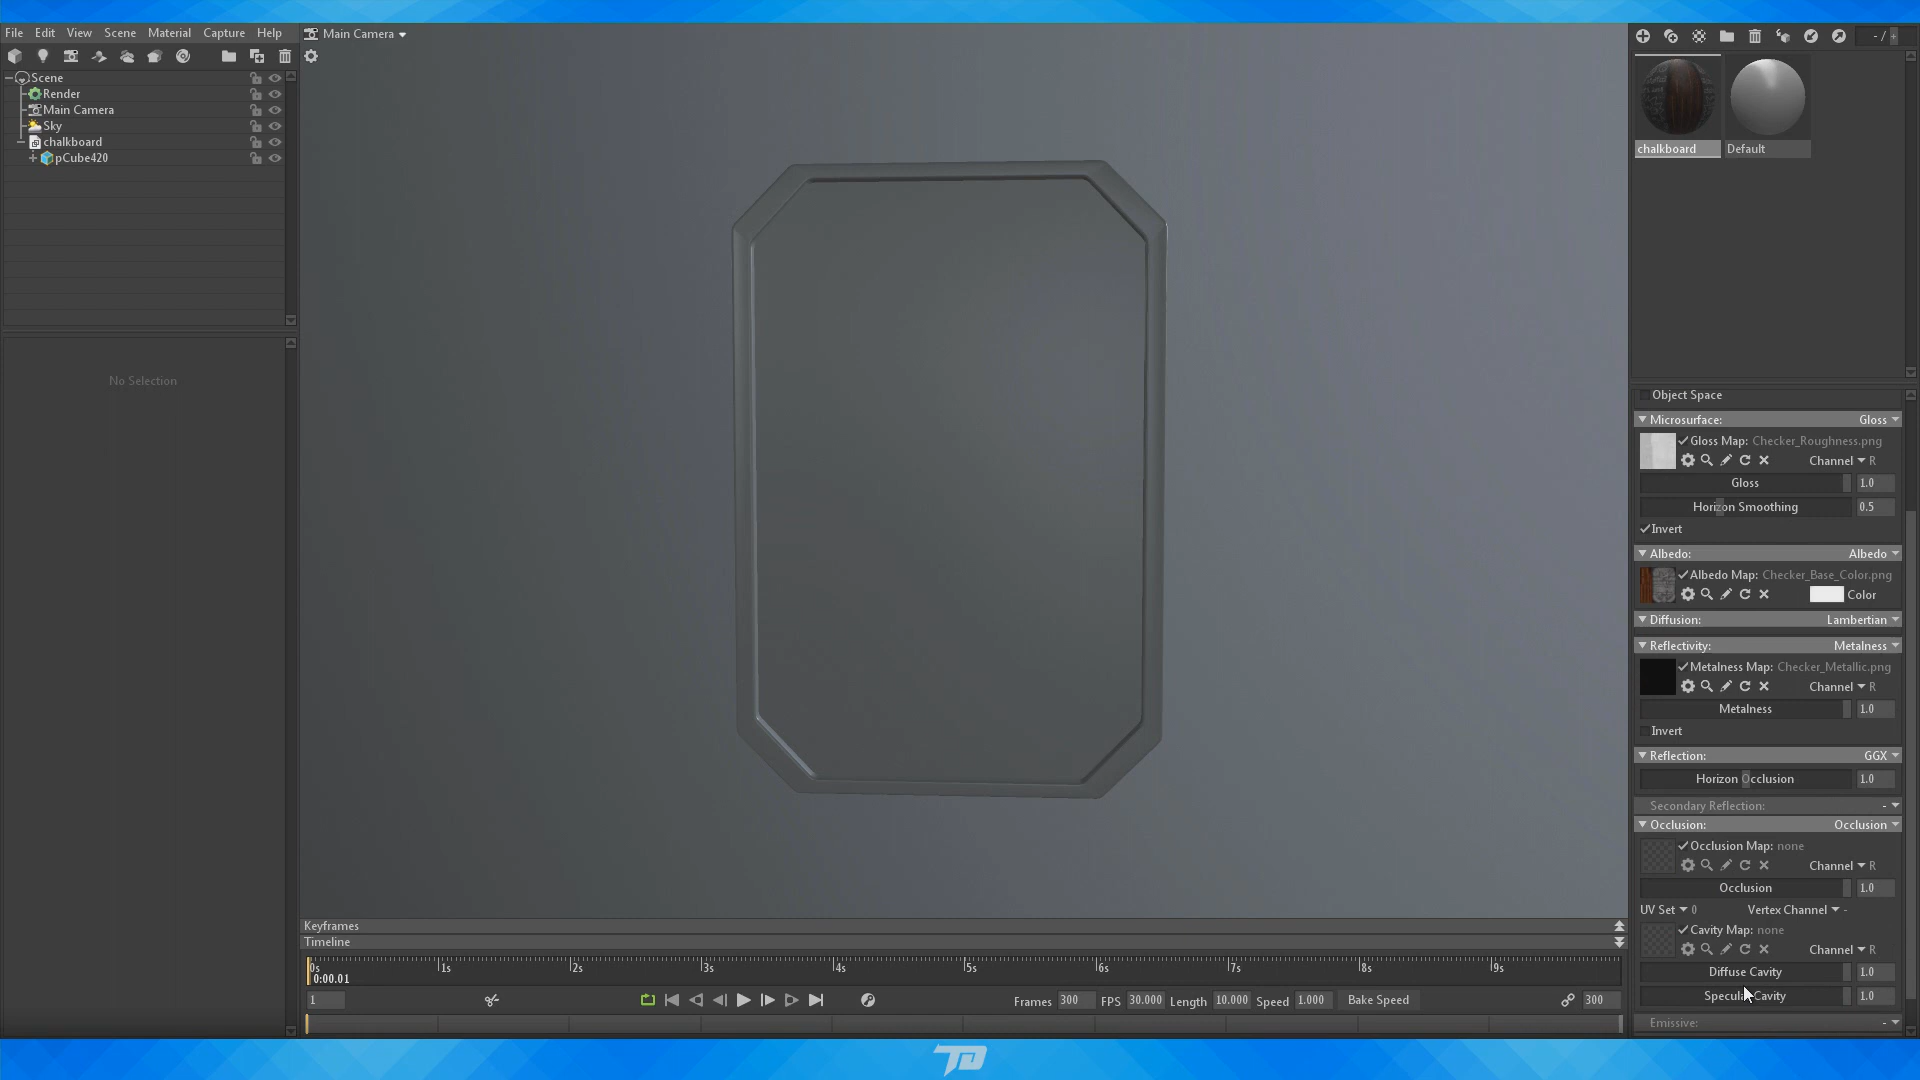 File Edit View Scene Material Capture Help
Main Camera
- /
Scene
Render
Main Camera
Sky
chalkboard
pCube420
No Selection
chalkboard Default
Object Space
Microsurface: Gloss
Gloss Map: Checker_Roughness.png
Channel R
Gloss 1.0
Horizon Smoothing 0.5
Invert
Albedo: Albedo
Albedo Map: Checker_Base_Color.png
Color
Diffusion: Lambertian
Reflectivity: Metalness
Metalness Map: Checker_Metallic.png
Channel R
Metalness 1.0
Invert
Reflection: GGX
Horizon Occlusion 1.0
Secondary Reflection: -
Occlusion: Occlusion
Occlusion Map: none
Channel R
Occlusion 1.0
UV Set 0 Vertex Channel -
Cavity Map: none
Channel R
Diffuse Cavity 1.0
Specular Cavity 1.0
Emissive: -
Keyframes
Timeline
0s 1s 2s 3s 4s 5s 6s 7s 8s 9s
0:00.01
1 Frames 300 FPS 30.000 Length 10.000 Speed 1.000 Bake Speed 300